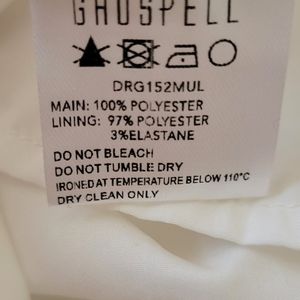 GHOSPELL
DRG152MUL
MAIN: 100% POLYESTER
LINING: 97% POLYESTER
3%ELASTANE
DO NOT BLEACH
DO NOT TUMBLE DRY
IRONED AT TEMPERATURE BELOW 110°C
DRY CLEAN ONLY